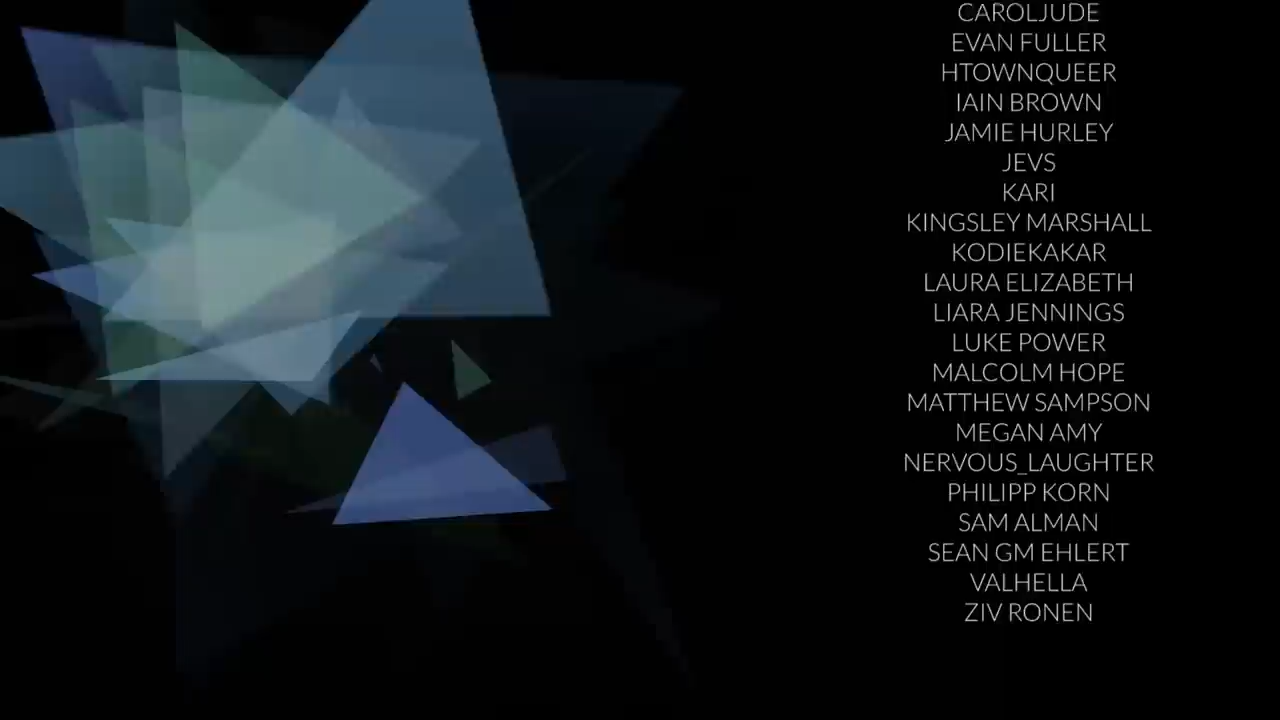 CAROLJUDE
EVAN FULLER
HTOWNQUEER
IAIN BROWN
JAMIE HURLEY
JEVS
KARI
KINGSLEY MARSHALL
KODIEKAKAR
LAURA ELIZABETH
LIARA JENNINGS
LUKE POWER
MALCOLM HOPE
MATTHEW SAMPSON
MEGAN AMY
NERVOUS_LAUGHTER
PHILIPP KORN
SAM ALMAN
SEAN GM EHLERT
VALHELLA
ZIV RONEN